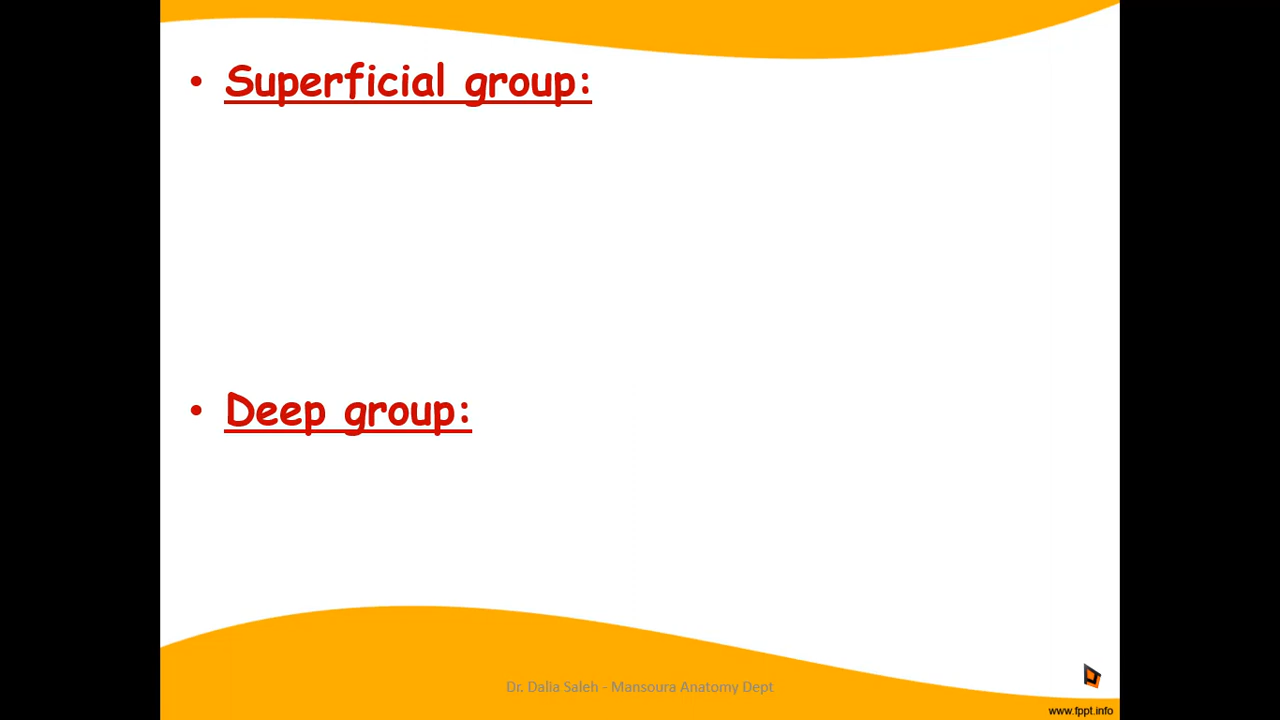 • Superficial group:
• Deep group:
Dr. Dalia Saleh - Mansoura Anatomy Dept
www.fppt.info